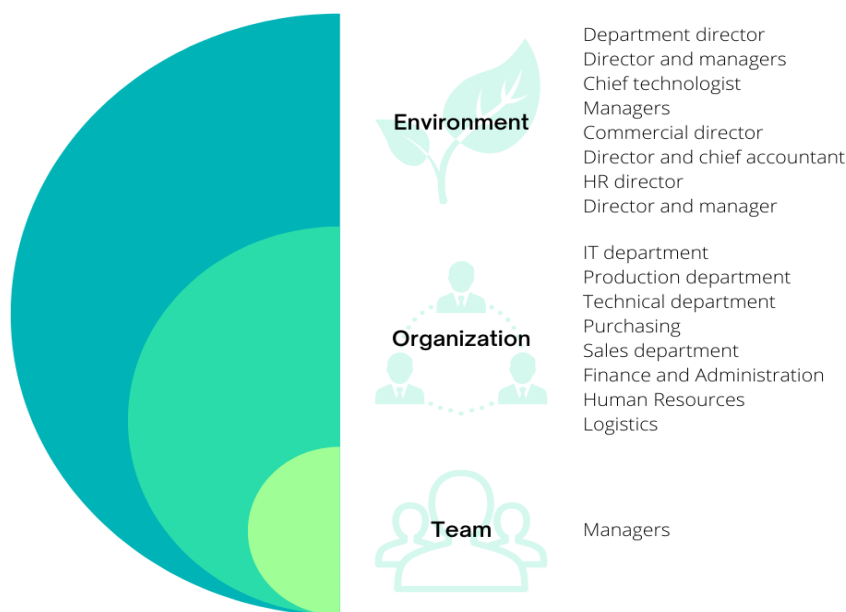 Environment
Department director
Director and managers
Chief technologist
Managers
Commercial director
Director and chief accountant
HR director
Director and manager
Organization
IT department
Production department
Technical department
Purchasing
Sales department
Finance and Administration
Human Resources
Logistics
Team
Managers